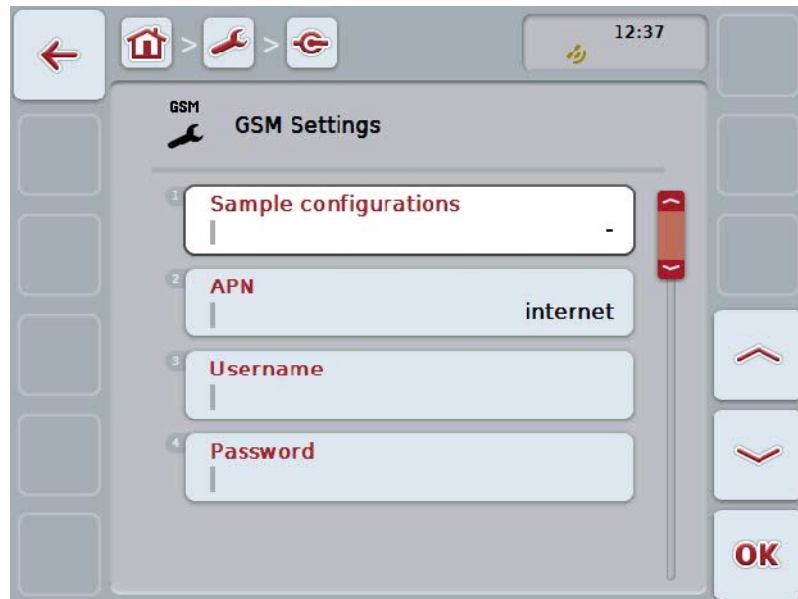 12:37
GSM
GSM Settings
1
Sample configurations
-
2
APN
internet
3
Username
4
Password
OK